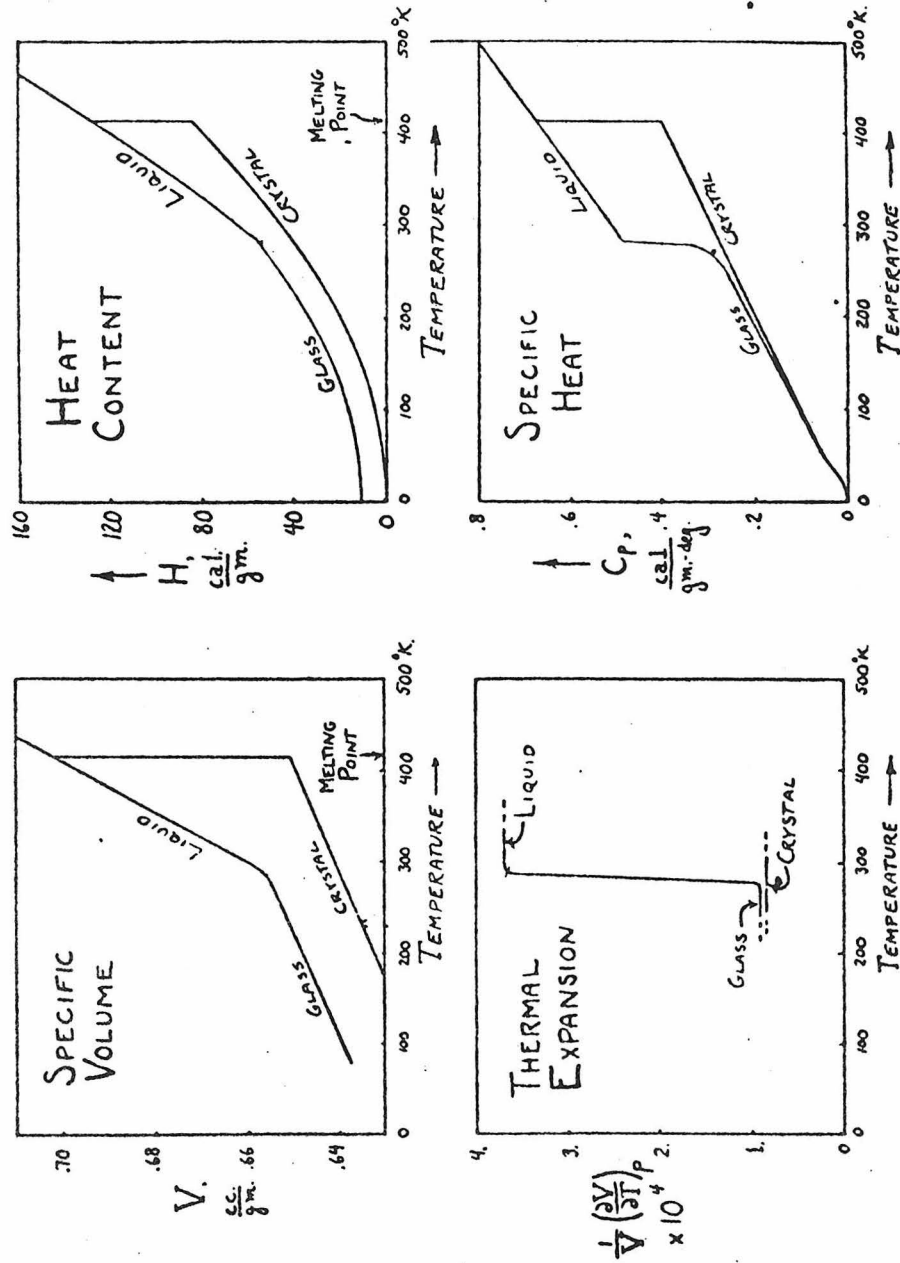 SPECIFIC
VOLUME
V,
cc.
gm.
.70
.68
.66
.64
LIQUID
GLASS
CRYSTAL
MELTING
POINT
0
100
200
300
400
500°K.
TEMPERATURE →
HEAT
CONTENT
H,
cal.
gm.
160
120
80
40
0
LIQUID
GLASS
CRYSTAL
MELTING
POINT
0
100
200
300
400
500°K
TEMPERATURE →
THERMAL
EXPANSION
1/V (∂V/∂T)P
× 10⁴
4.
3.
2.
1.
0
LIQUID
GLASS
CRYSTAL
0
100
200
300
400
500°K.
TEMPERATURE →
SPECIFIC
HEAT
CP,
cal
gm.-deg.
.8
.6
.4
.2
0
LIQUID
GLASS
CRYSTAL
0
100
200
300
400
500°K.
TEMPERATURE →